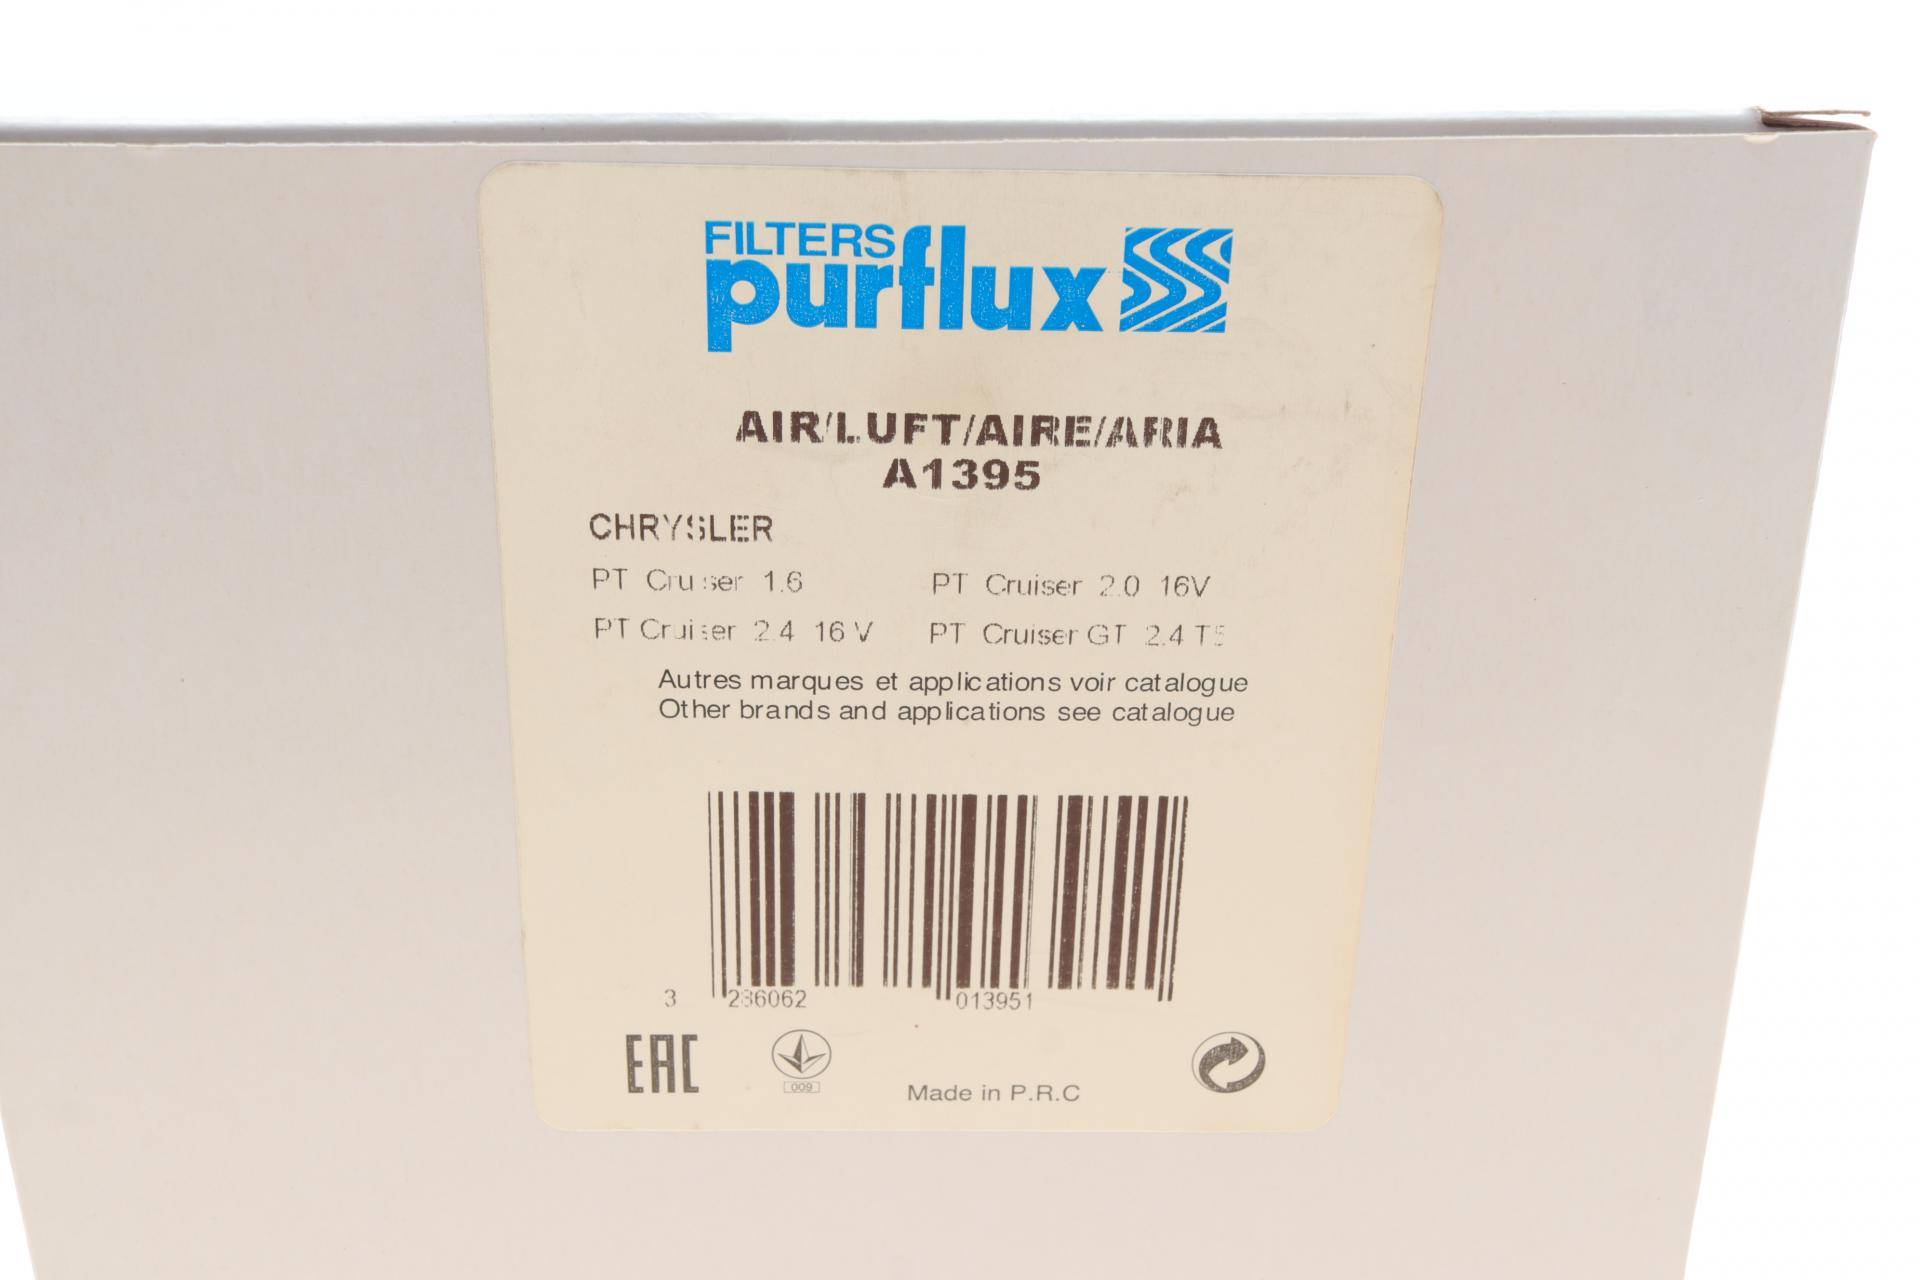 FILTERS
purflux
AIR/LUFT/AIRE/ARIA
A1395
CHRYSLER
PT Cruiser 1.6 PT Cruiser 2.0 16V
PT Cruiser 2.4 16 V PT Cruiser GT 2.4
Autres marques et applications voir catalogue
Other brands and applications see catalogue
3 286062 013951
EAC
009
Made in P.R.C